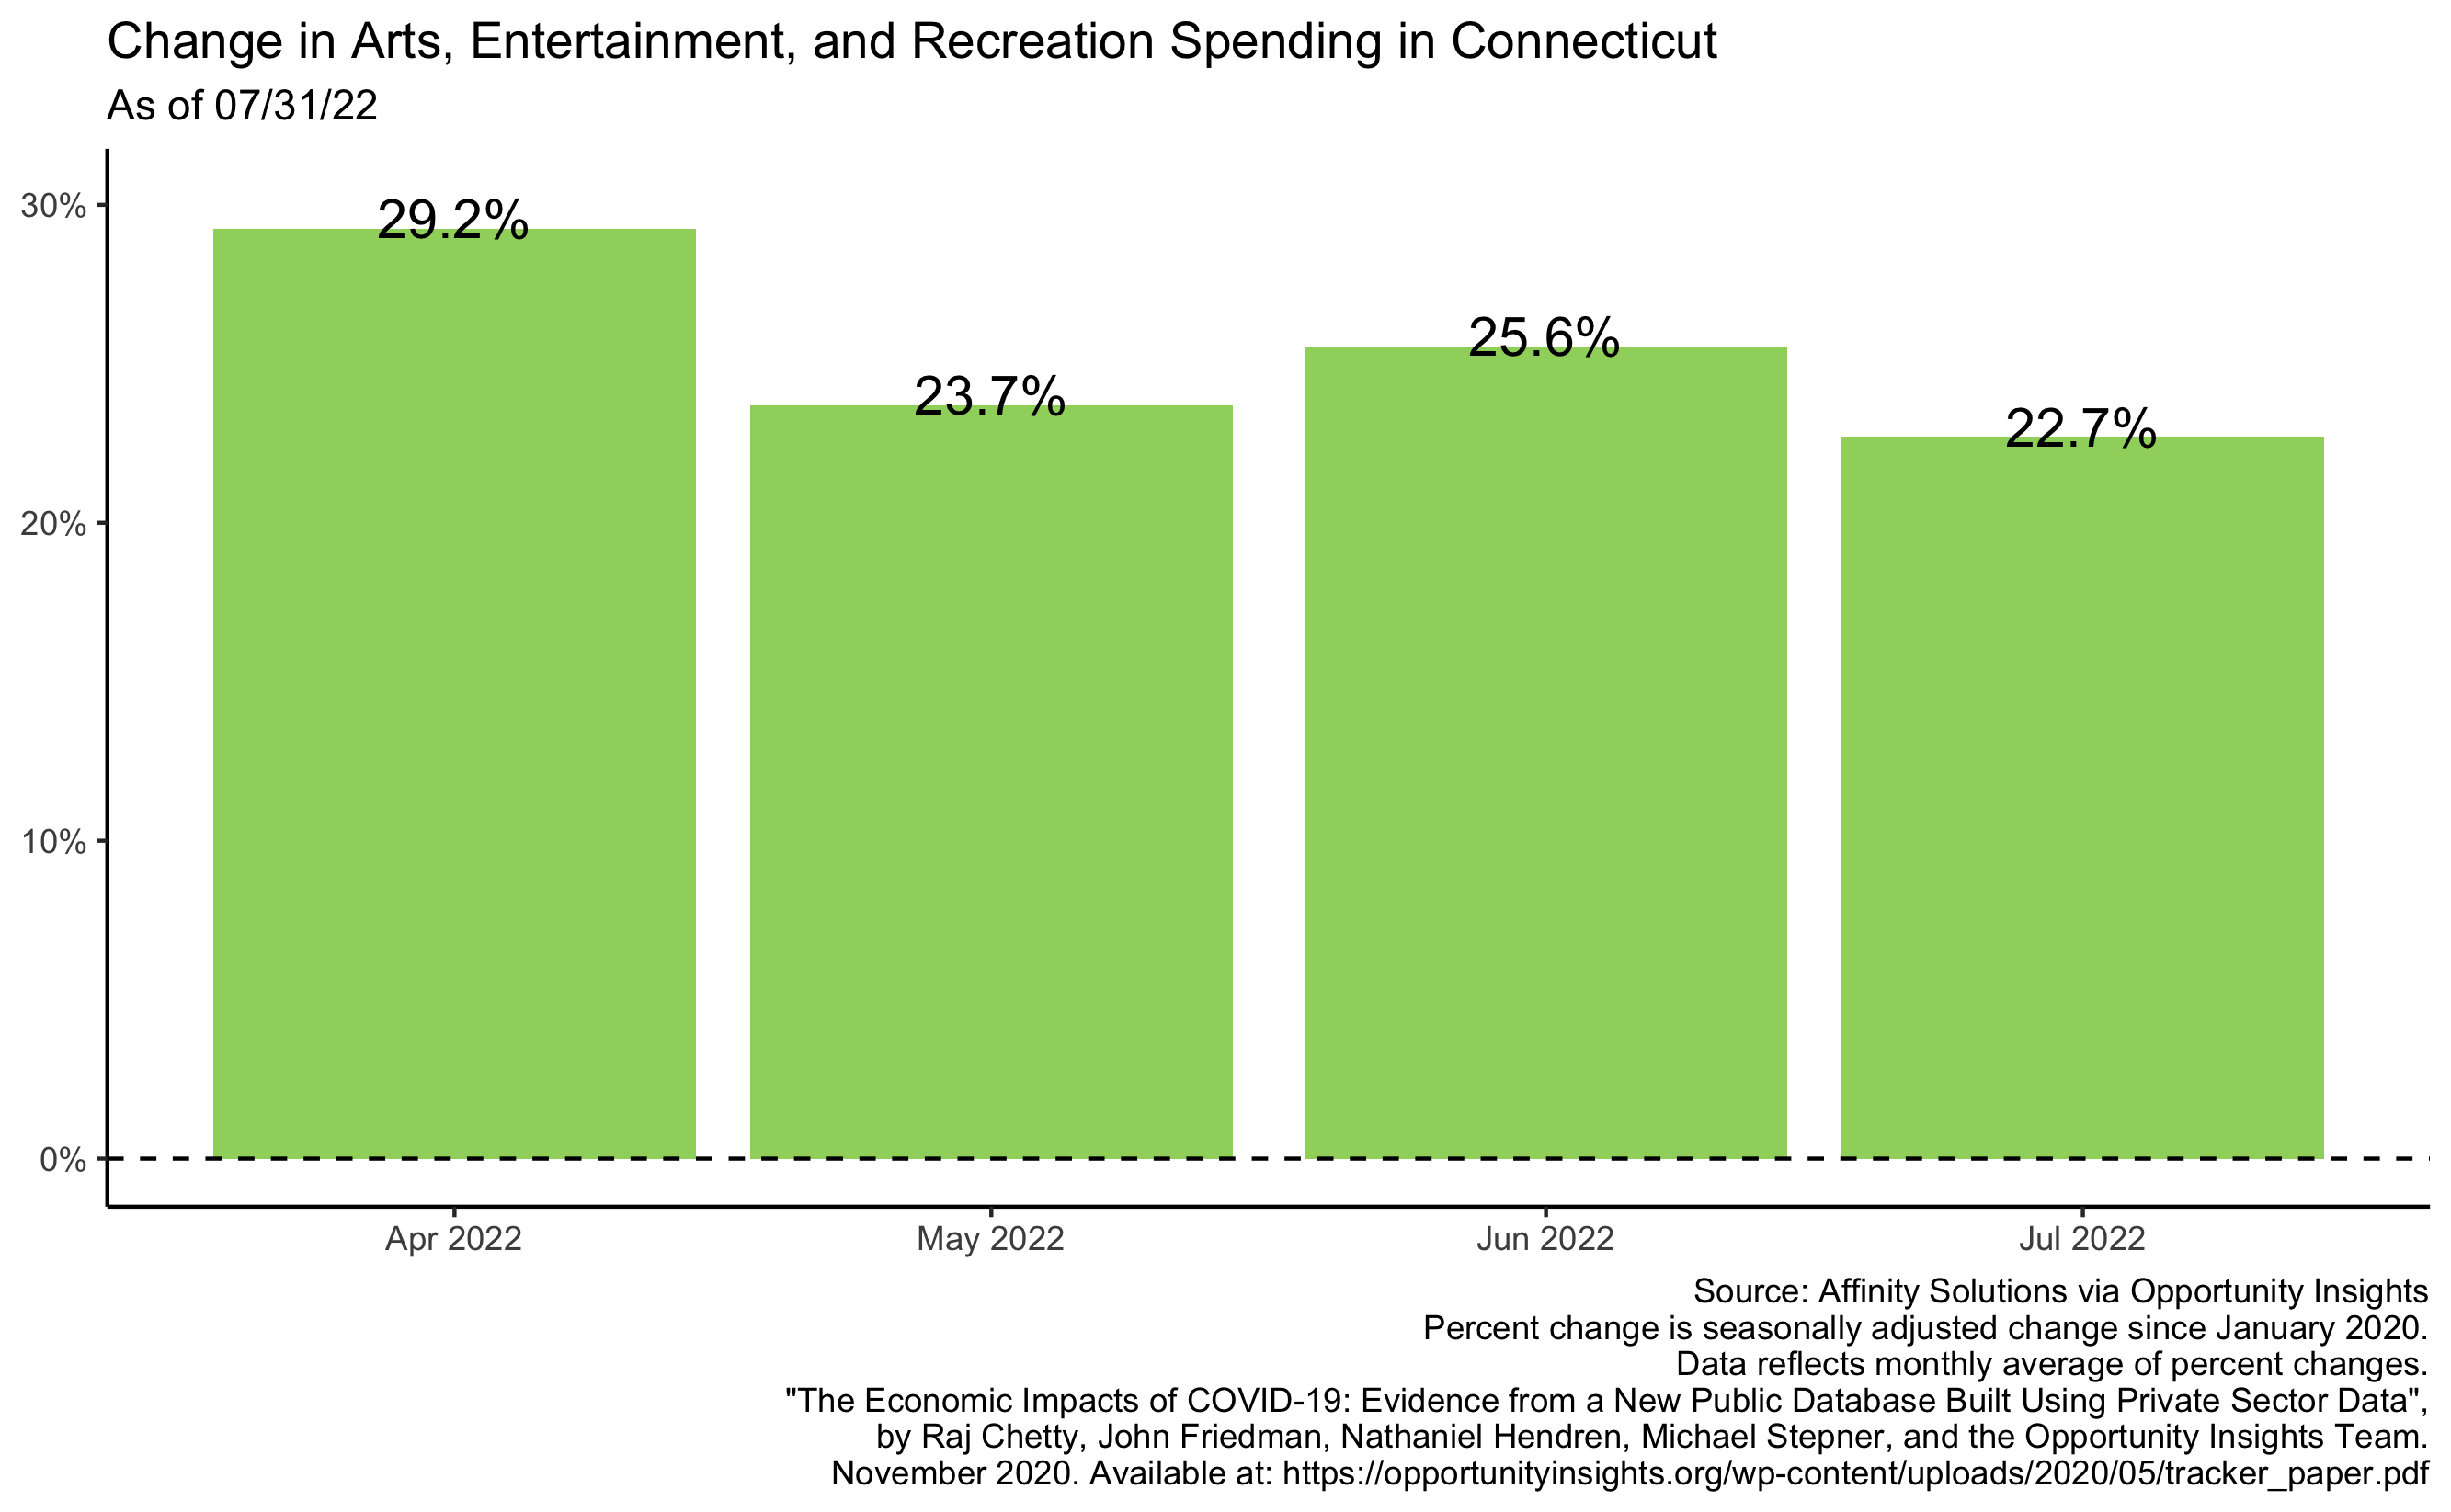 Change in Arts, Entertainment, and Recreation Spending in Connecticut
As of 07/31/22
30%
20%
10%
0%
29.2%
23.7%
25.6%
22.7%
Apr 2022
May 2022
Jun 2022
Jul 2022
Source: Affinity Solutions via Opportunity Insights
Percent change is seasonally adjusted change since January 2020.
Data reflects monthly average of percent changes.
"The Economic Impacts of COVID-19: Evidence from a New Public Database Built Using Private Sector Data",
by Raj Chetty, John Friedman, Nathaniel Hendren, Michael Stepner, and the Opportunity Insights Team.
November 2020. Available at: https://opportunityinsights.org/wp-content/uploads/2020/05/tracker_paper.pdf